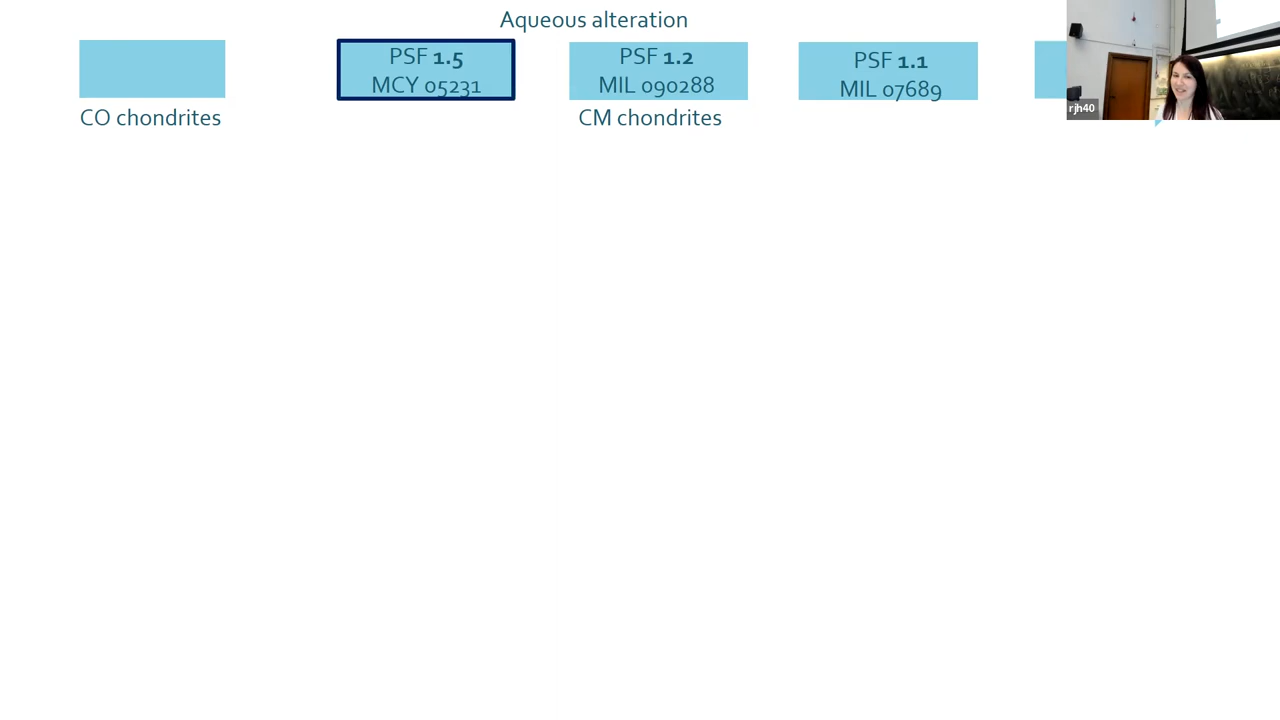 Aqueous alteration
PSF 1.5
MCY 05231
PSF 1.2
MIL 090288
PSF 1.1
MIL 07689
CO chondrites
CM chondrites
rjh40